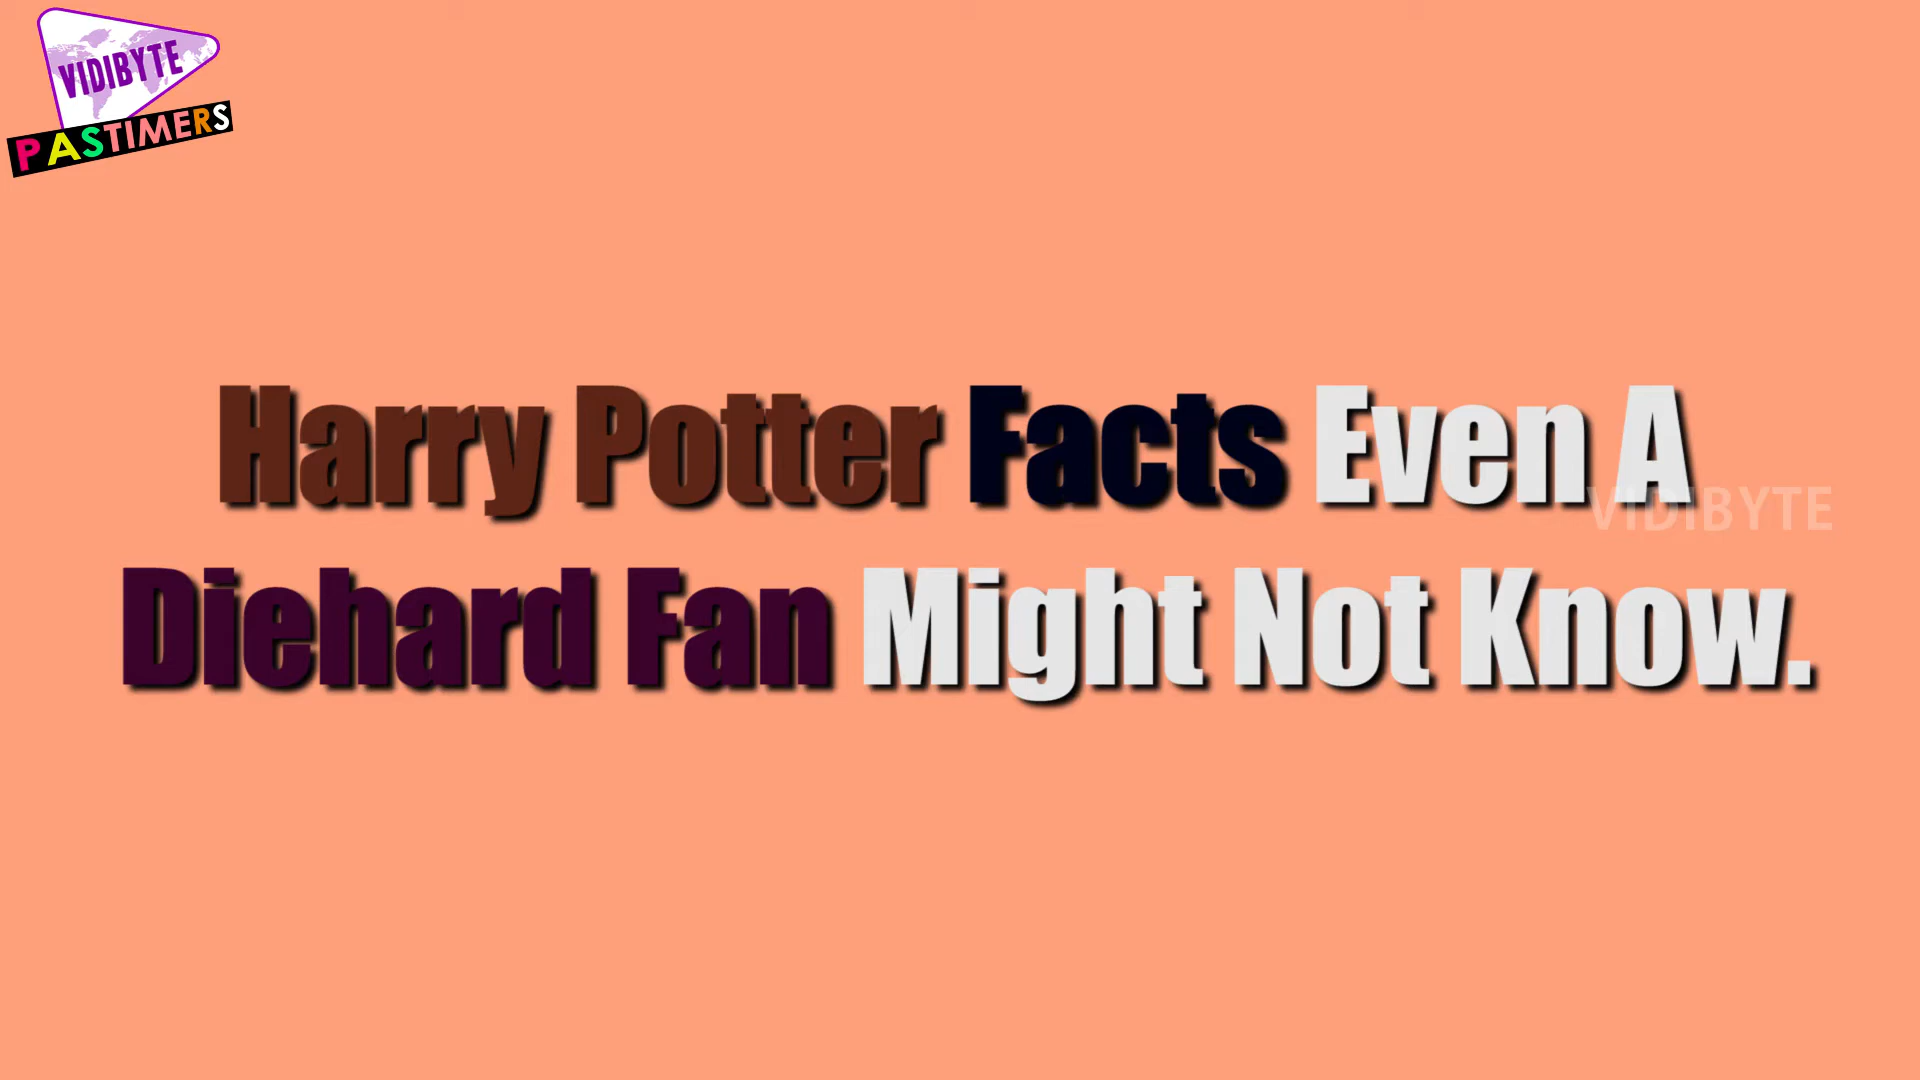 VIDIBYTE
PASTIMERS
Harry Potter Facts Even A
VIDIBYTE
Diehard Fan Might Not Know.